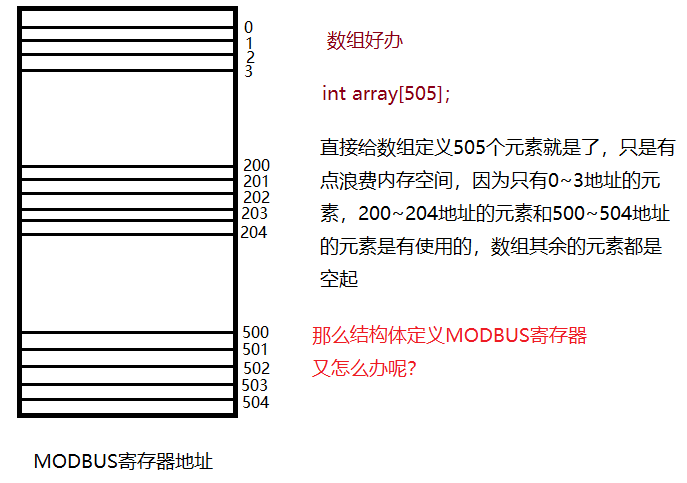 0
1
2
3
200
201
202
203
204
500
501
502
503
504
MODBUS寄存器地址
数组好办
int array[505];
直接给数组定义505个元素就是了，只是有
点浪费内存空间，因为只有0~3地址的元
素，200~204地址的元素和500~504地址
的元素是有使用的，数组其余的元素都是
空起
那么结构体定义MODBUS寄存器
又怎么办呢？